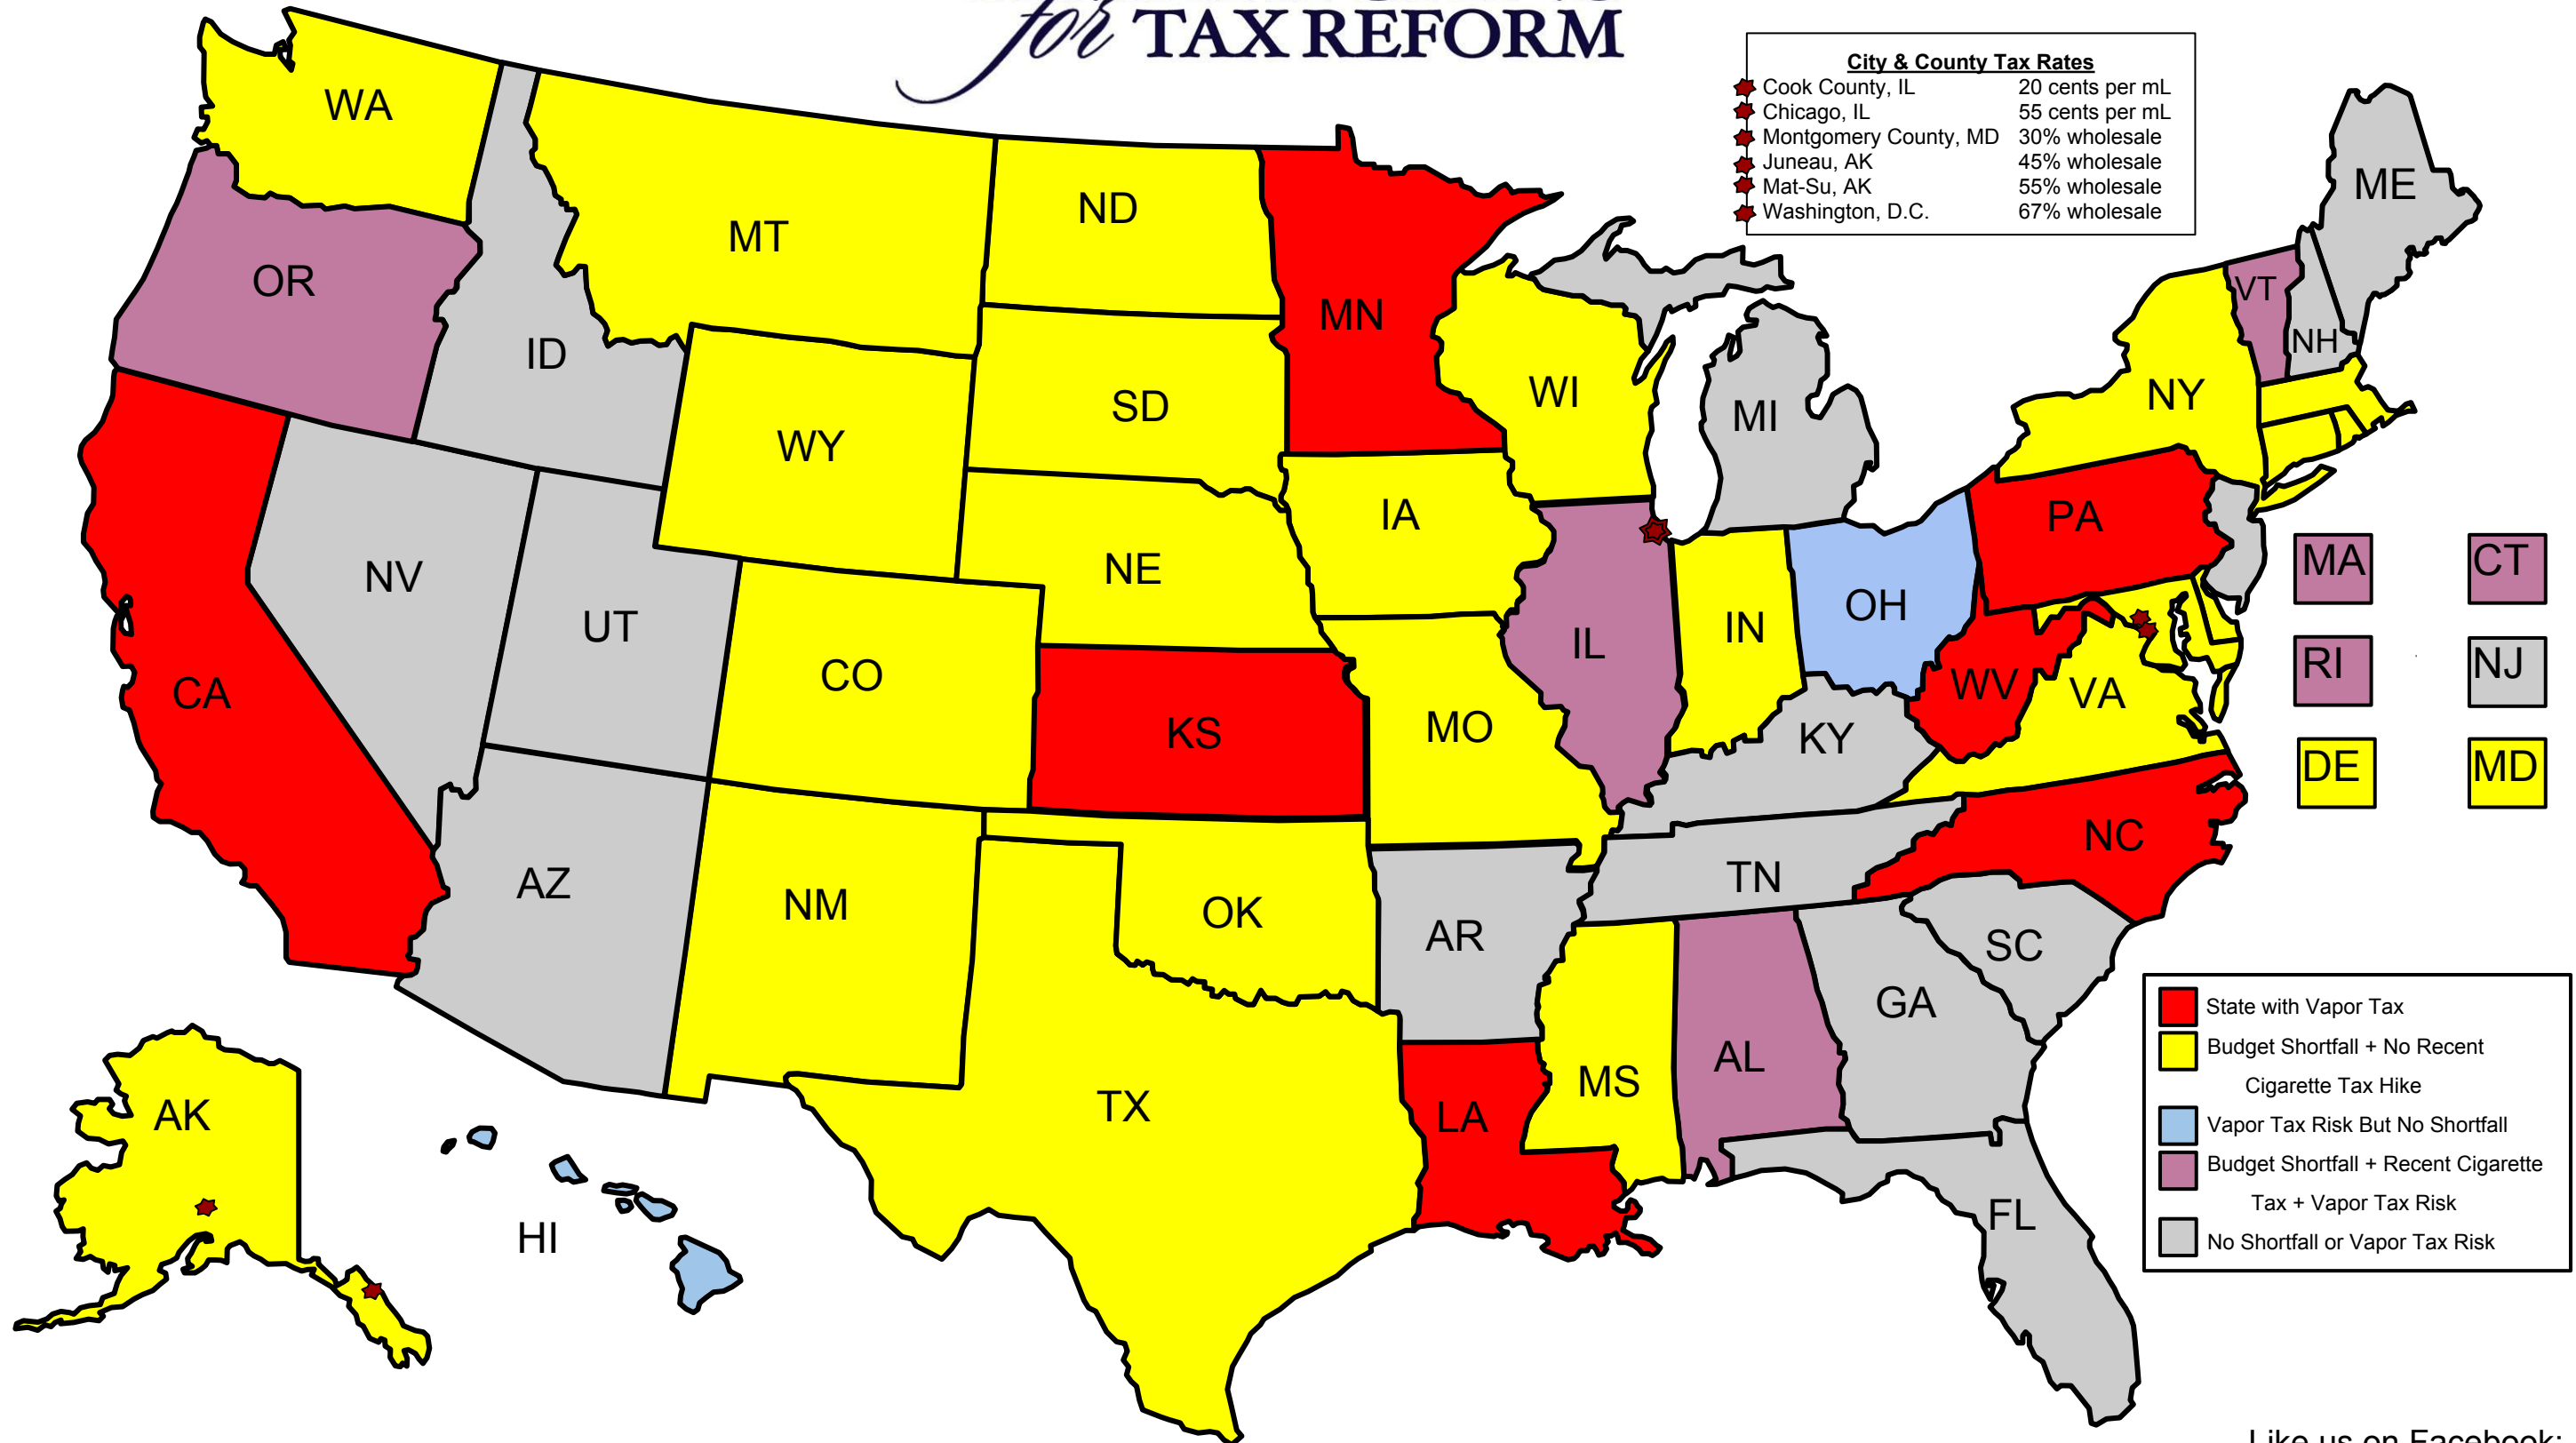 for TAX REFORM
City & County Tax Rates
Cook County, IL 20 cents per mL
Chicago, IL 55 cents per mL
Montgomery County, MD 30% wholesale
Juneau, AK 45% wholesale
Mat-Su, AK 55% wholesale
Washington, D.C. 67% wholesale
WA
ME
MT
ND
OR
VT
MN
NH
ID
WI
NY
SD
MI
WY
IA
PA
MA
CT
NE
NV
OH
UT
IN
IL
RI
NJ
CO
WV
VA
CA
MO
KS
KY
DE
MD
NC
TN
AZ
NM
OK
AR
SC
GA
State with Vapor Tax
Budget Shortfall + No Recent
Cigarette Tax Hike
Vapor Tax Risk But No Shortfall
Budget Shortfall + Recent Cigarette
Tax + Vapor Tax Risk
No Shortfall or Vapor Tax Risk
AL
MS
TX
LA
AK
FL
HI
Like us on Facebook: